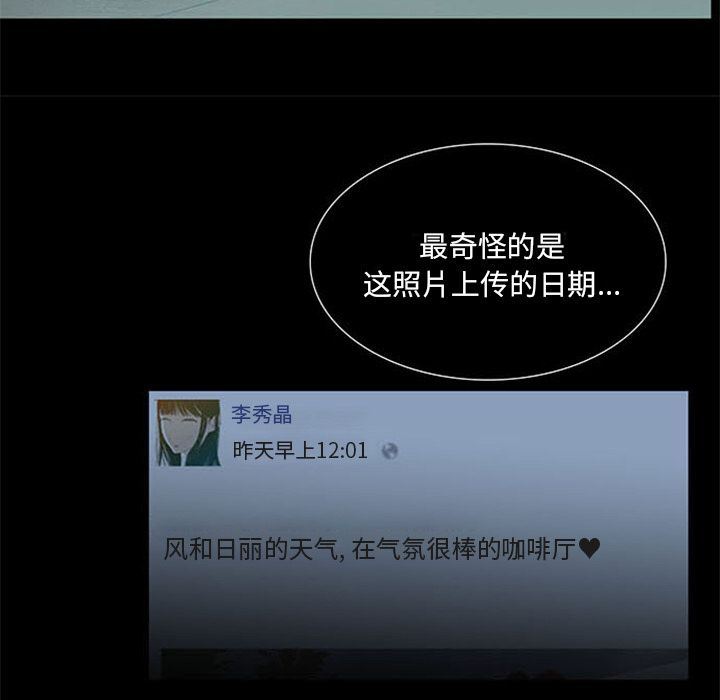 最奇怪的是
这照片上传的日期...
李秀晶
昨天早上12:01
风和日丽的天气, 在气氛很棒的咖啡厅♥